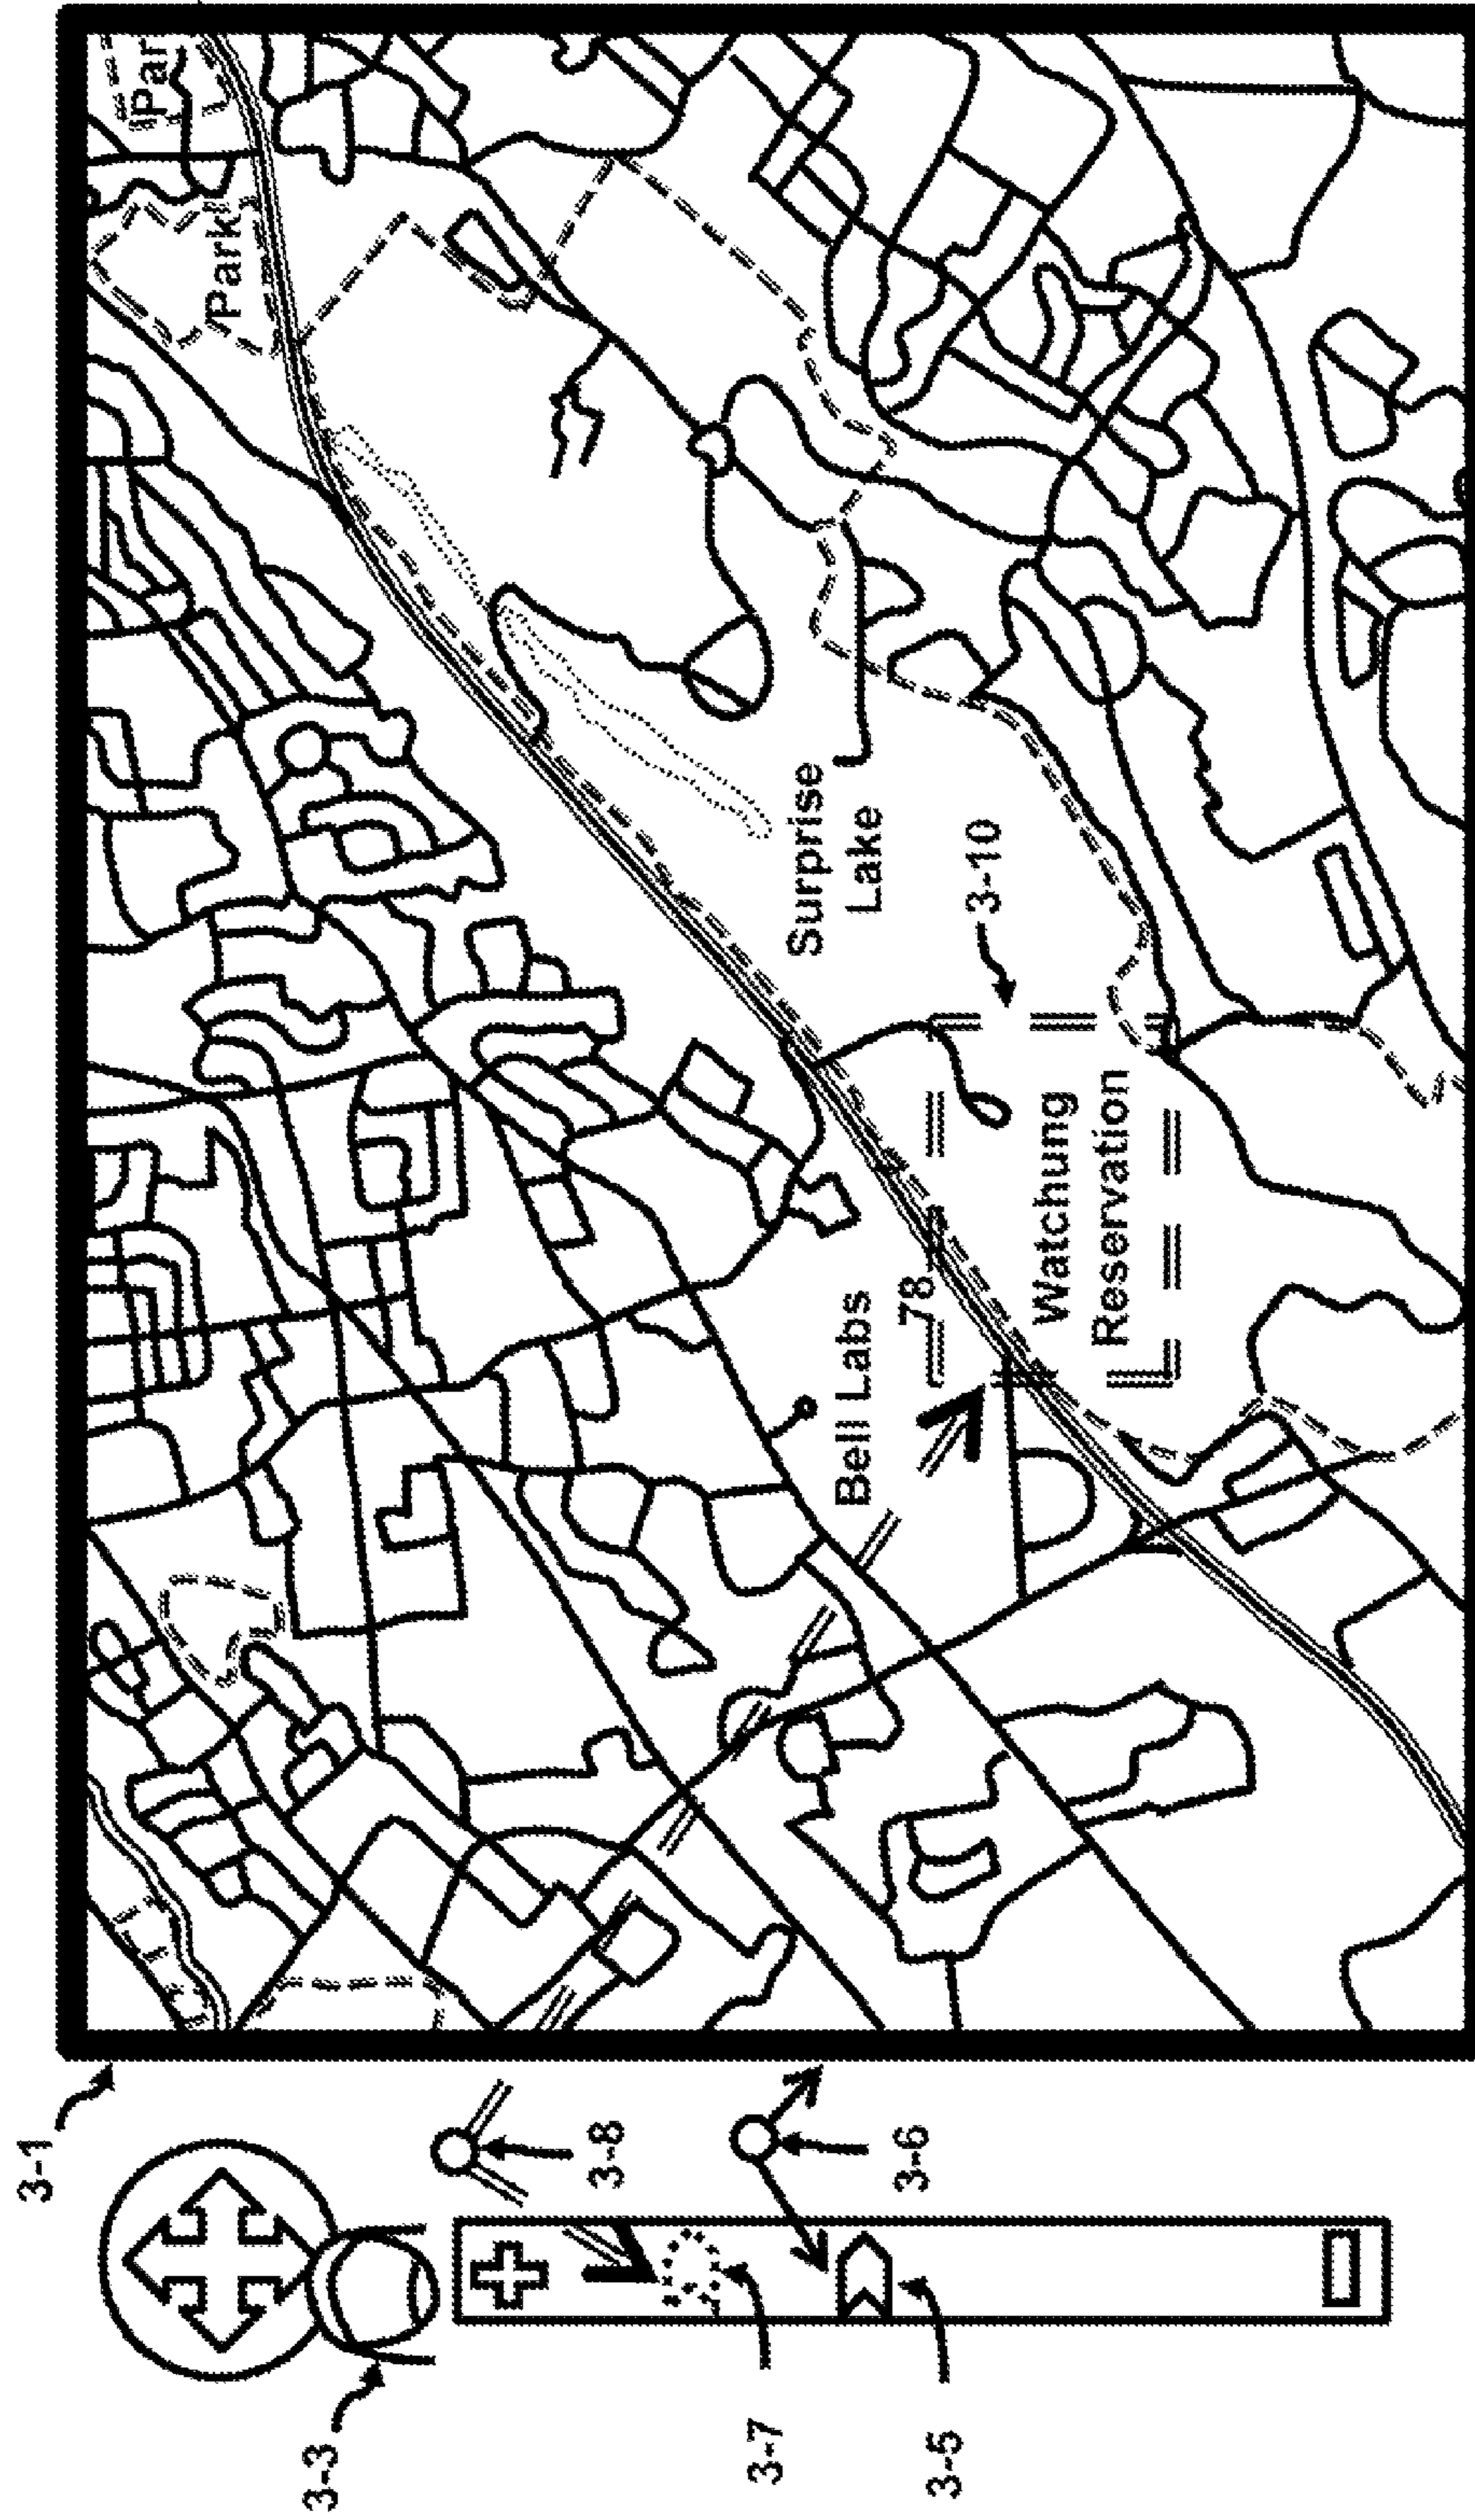 3-1
3-3
3-8
3-6
3-7
3-5
Par
Park
Surprise
Lake
3-10
Bell Labs
78
Watchung
Reservation